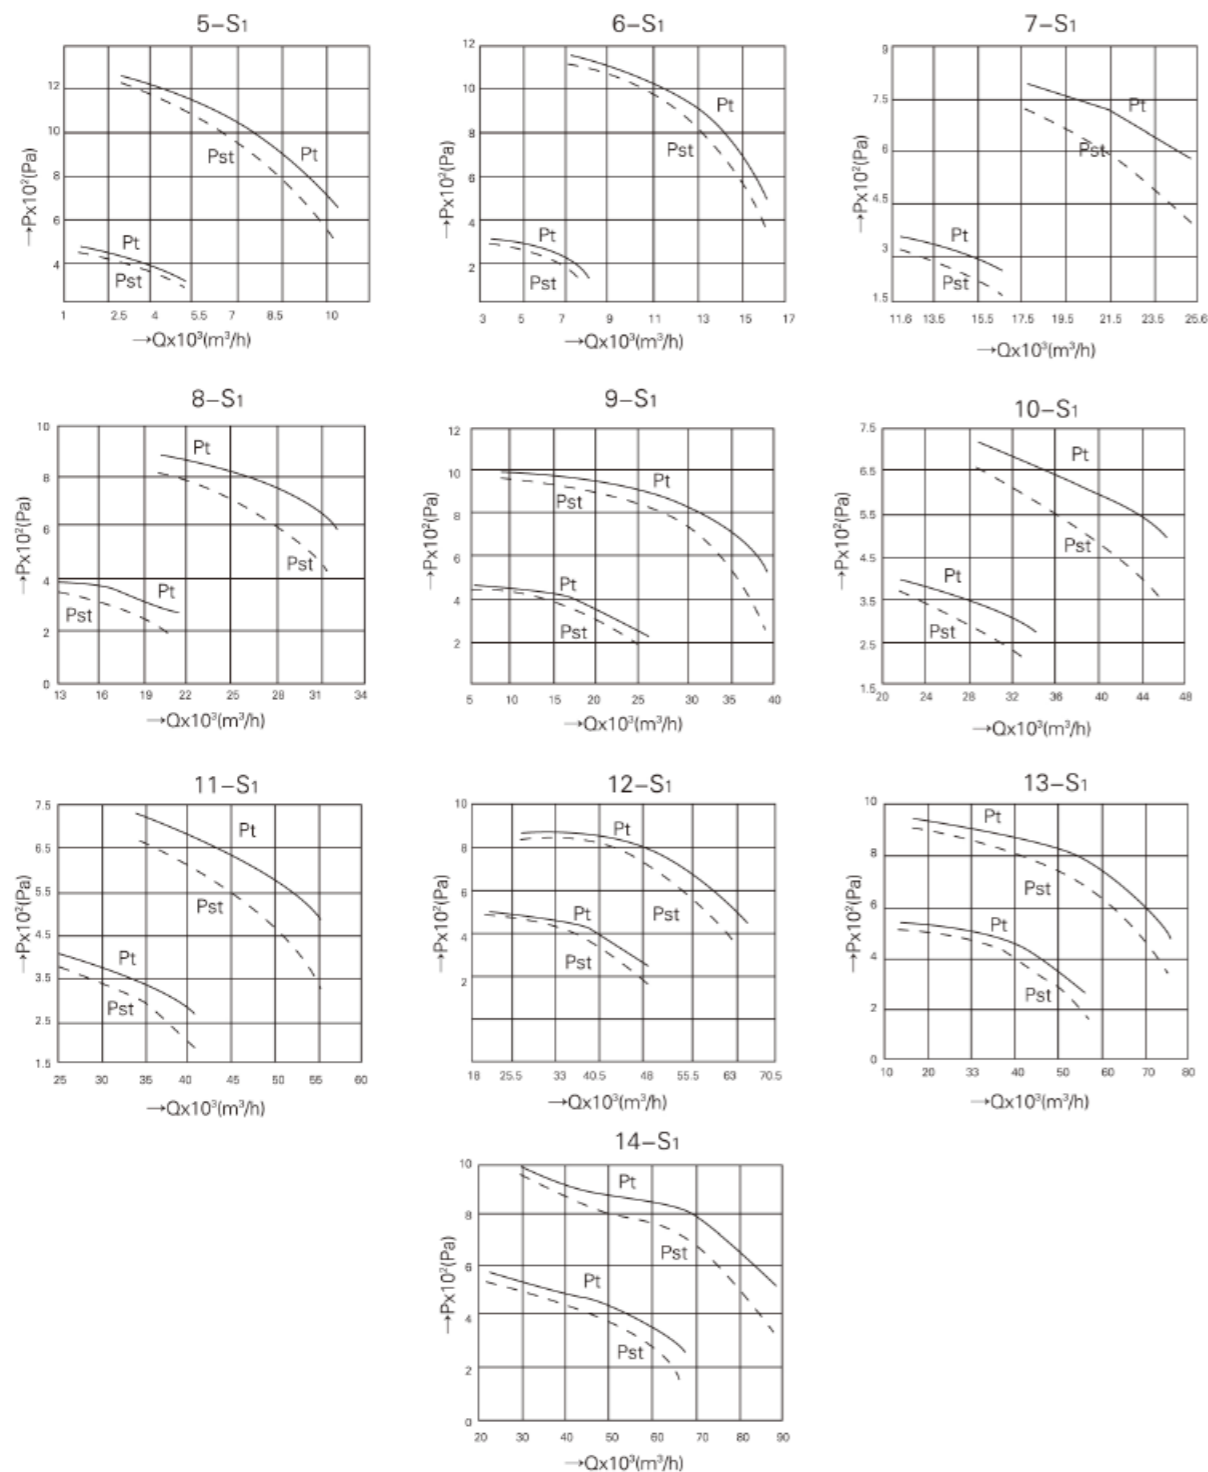 5-S1
12
10
8
6
4
→Px10²(Pa)
Pt
Pst
Pt
Pst
1 2.5 4 5.5 7 8.5 10
→Qx10³(m³/h)
6-S1
12
10
8
6
4
2
→Px10²(Pa)
Pt
Pst
Pt
Pst
3 5 7 9 11 13 15 17
→Qx10³(m³/h)
7-S1
9
7.5
6
4.5
3
1.5
→Px10²(Pa)
Pt
Pst
Pt
Pst
11.6 13.5 15.5 17.5 19.5 21.5 23.5 25.6
→Qx10³(m³/h)
8-S1
10
8
6
4
2
0
→Px10²(Pa)
Pt
Pst
Pt
Pst
13 16 19 22 25 28 31 34
→Qx10³(m³/h)
9-S1
12
10
8
6
4
2
→Px10²(Pa)
Pt
Pst
Pt
Pst
5 10 15 20 25 30 35 40
→Qx10³(m³/h)
10-S1
7.5
6.5
5.5
4.5
3.5
2.5
1.5
→Px10²(Pa)
Pt
Pst
Pt
Pst
20 24 28 32 36 40 44 48
→Qx10³(m³/h)
11-S1
7.5
6.5
5.5
4.5
3.5
2.5
1.5
→Px10²(Pa)
Pt
Pst
Pt
Pst
25 30 35 40 45 50 55 60
→Qx10³(m³/h)
12-S1
10
8
6
4
2
→Px10²(Pa)
Pt
Pst
Pt
Pst
18 25.5 33 40.5 48 55.5 63 70.5
→Qx10³(m³/h)
13-S1
10
8
6
4
2
0
→Px10²(Pa)
Pt
Pst
Pt
Pst
10 20 30 40 50 60 70 80
→Qx10³(m³/h)
14-S1
10
8
6
4
2
0
→Px10²(Pa)
Pt
Pst
Pt
Pst
20 30 40 50 60 70 80 90
→Qx10³(m³/h)